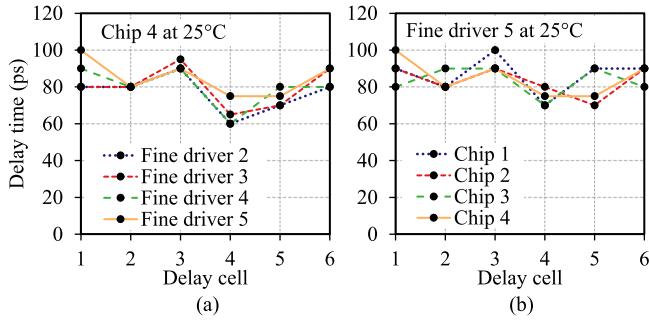 Chip 4 at 25°C
Fine driver 5 at 25°C
Delay time (ps)
120
100
80
60
40
20
0
Fine driver 2
Fine driver 3
Fine driver 4
Fine driver 5
1 2 3 4 5 6
Delay cell
(a)
120
100
80
60
40
20
0
Chip 1
Chip 2
Chip 3
Chip 4
1 2 3 4 5 6
Delay cell
(b)